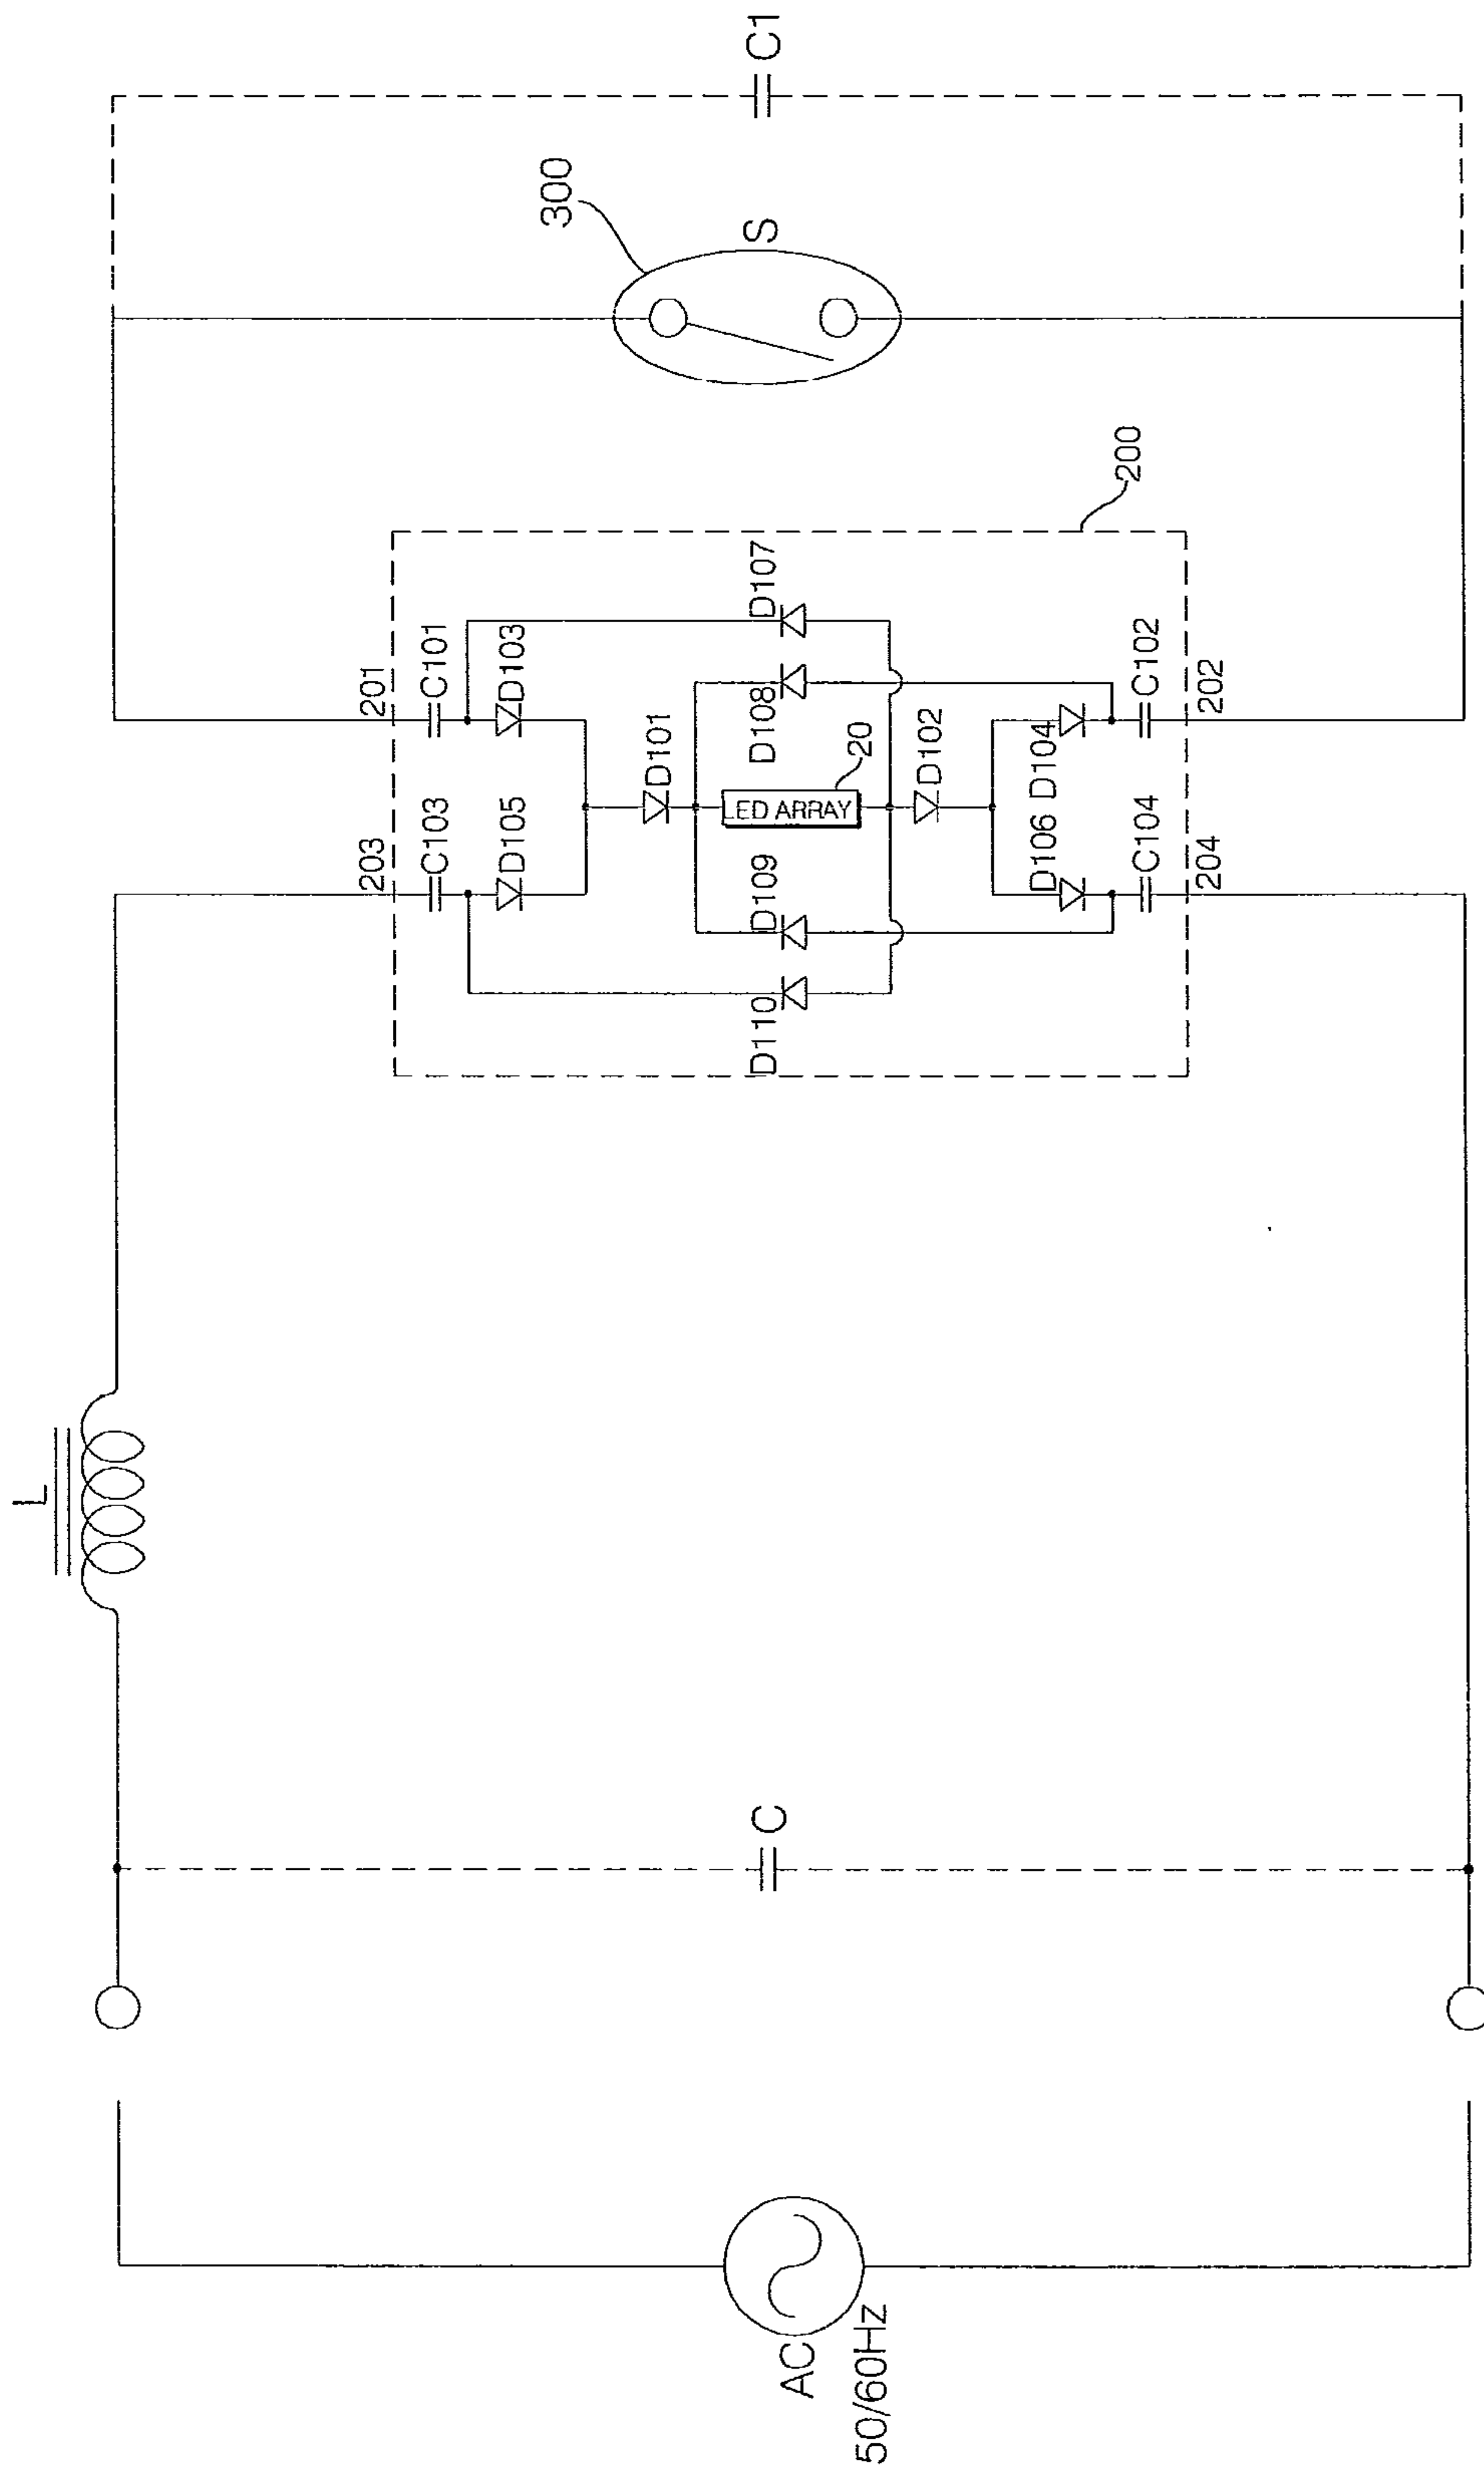 C1
300
S
200
201
C101
D103
D107
D108
D101
20
D102
D104
C102
202
203
C103
D105
D109
LED ARRAY
D106
C104
204
D110
L
C
AC
50/60Hz